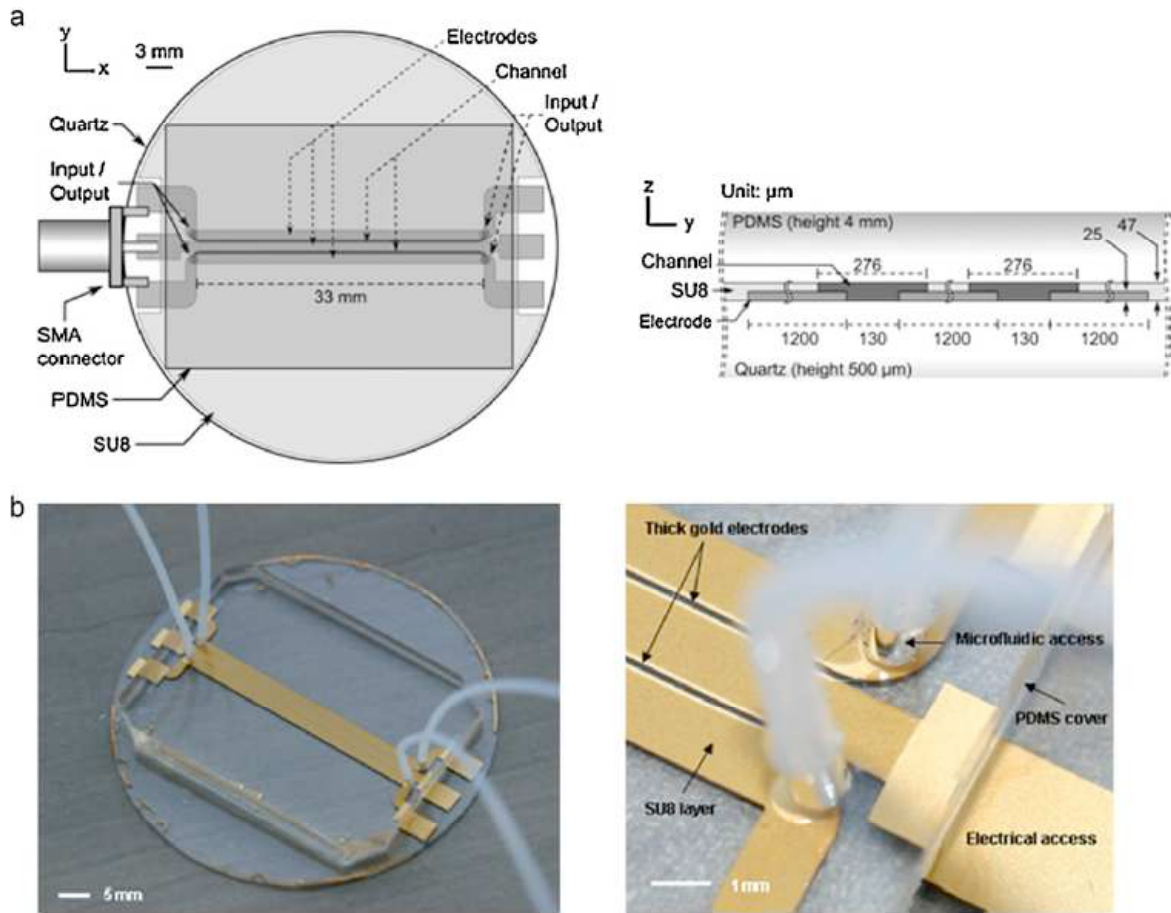 a
y
x
3 mm
Electrodes
Channel
Input /
Output
Quartz
Input /
Output
33 mm
SMA
connector
PDMS
SU8
z
y
Unit: µm
PDMS (height 4 mm)
47
25
Channel
276
276
SU8
Electrode
1200
130
1200
130
1200
Quartz (height 500 µm)
b
5 mm
Thick gold electrodes
Microfluidic access
PDMS cover
SU8 layer
Electrical access
1mm